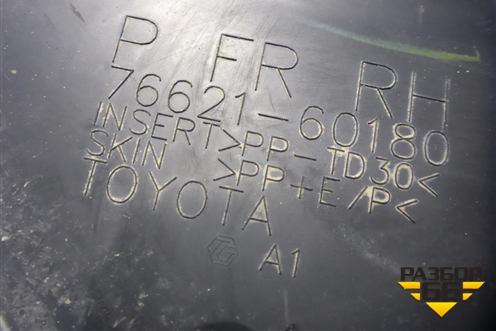 P FR RH
76621-60180
INSERT>PP-TD30<
SKIN >PP+E/P<
TOYOTA
A1
РАЗБОР
66